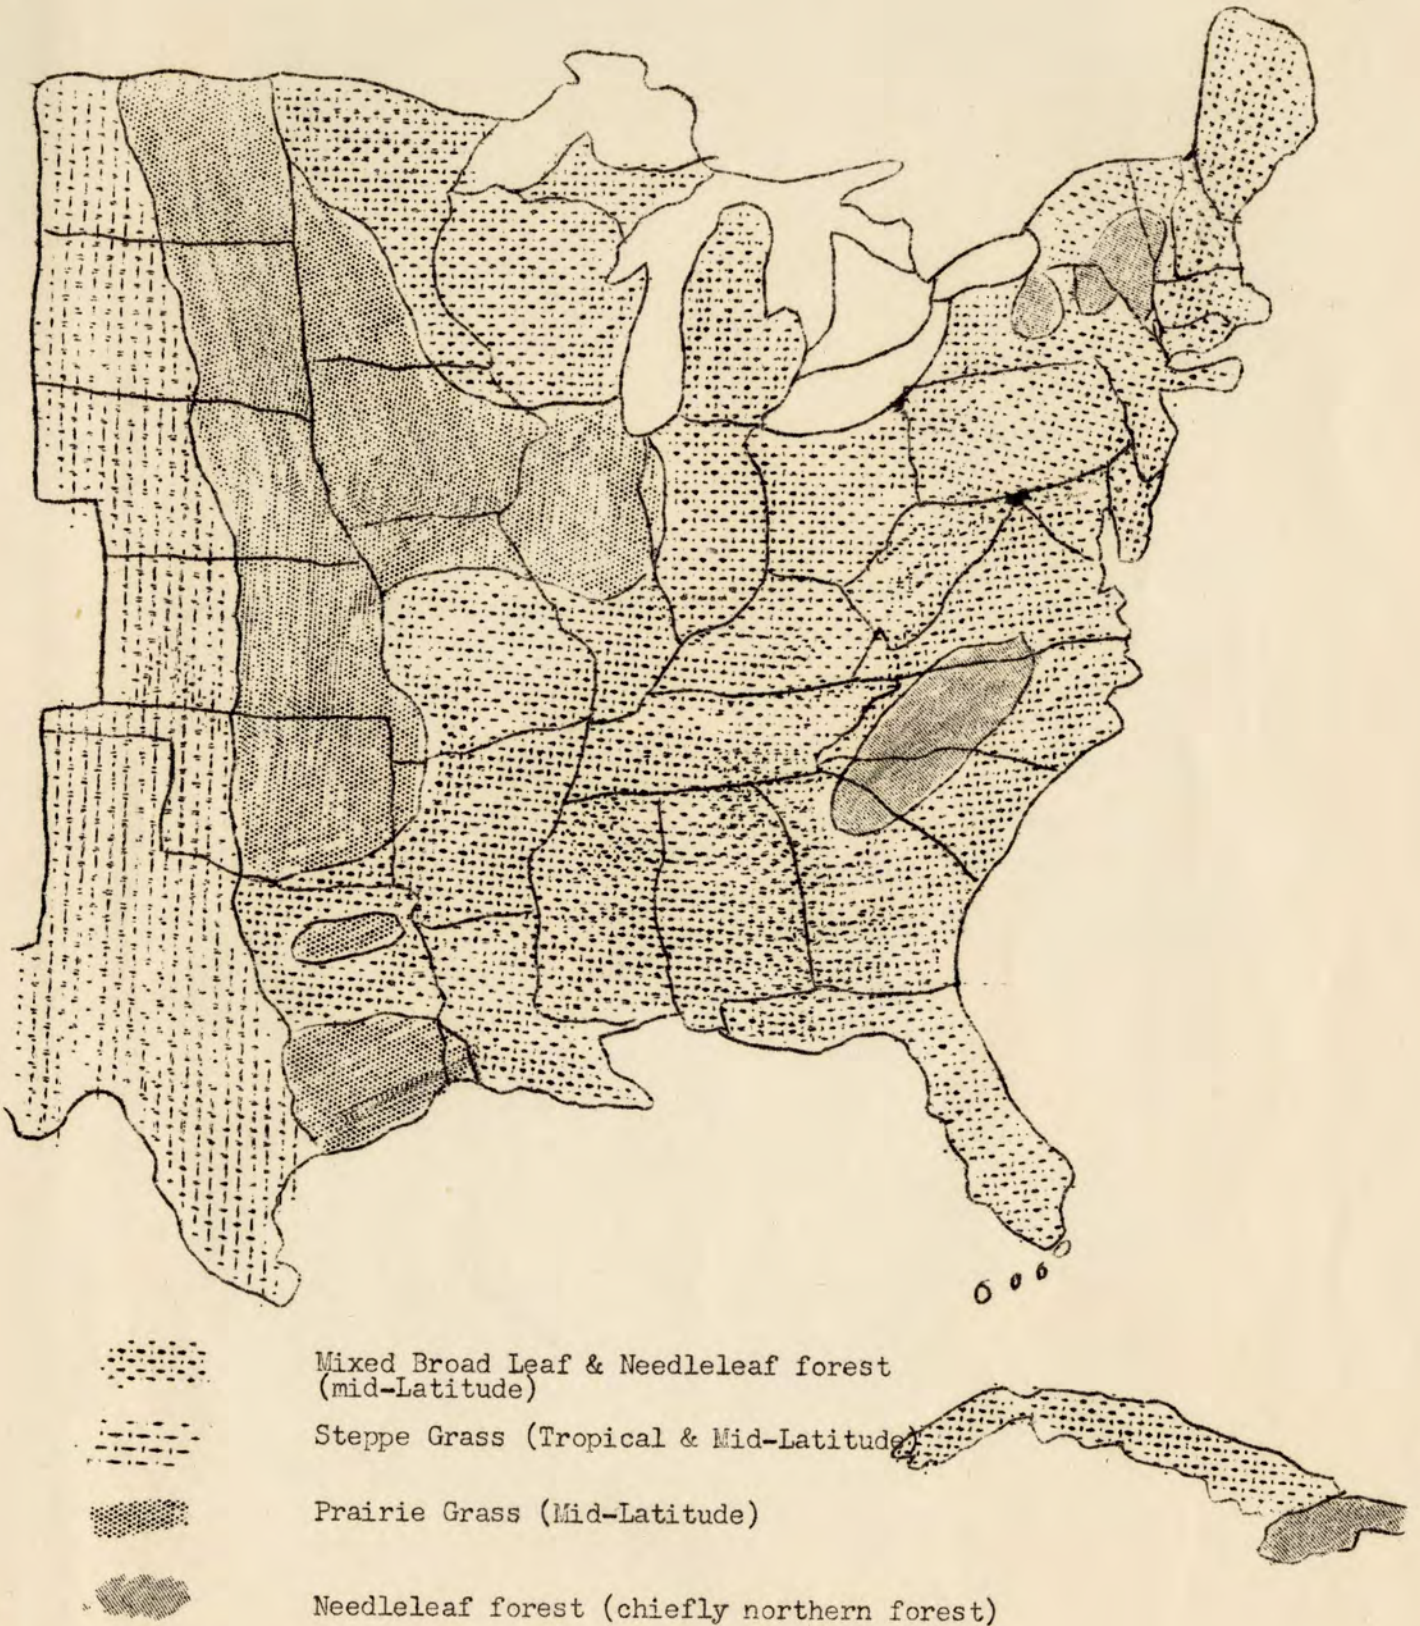 Mixed Broad Leaf & Needleleaf forest
(mid-Latitude)
Steppe Grass (Tropical & Mid-Latitude)
Prairie Grass (Mid-Latitude)
Needleleaf forest (chiefly northern forest)